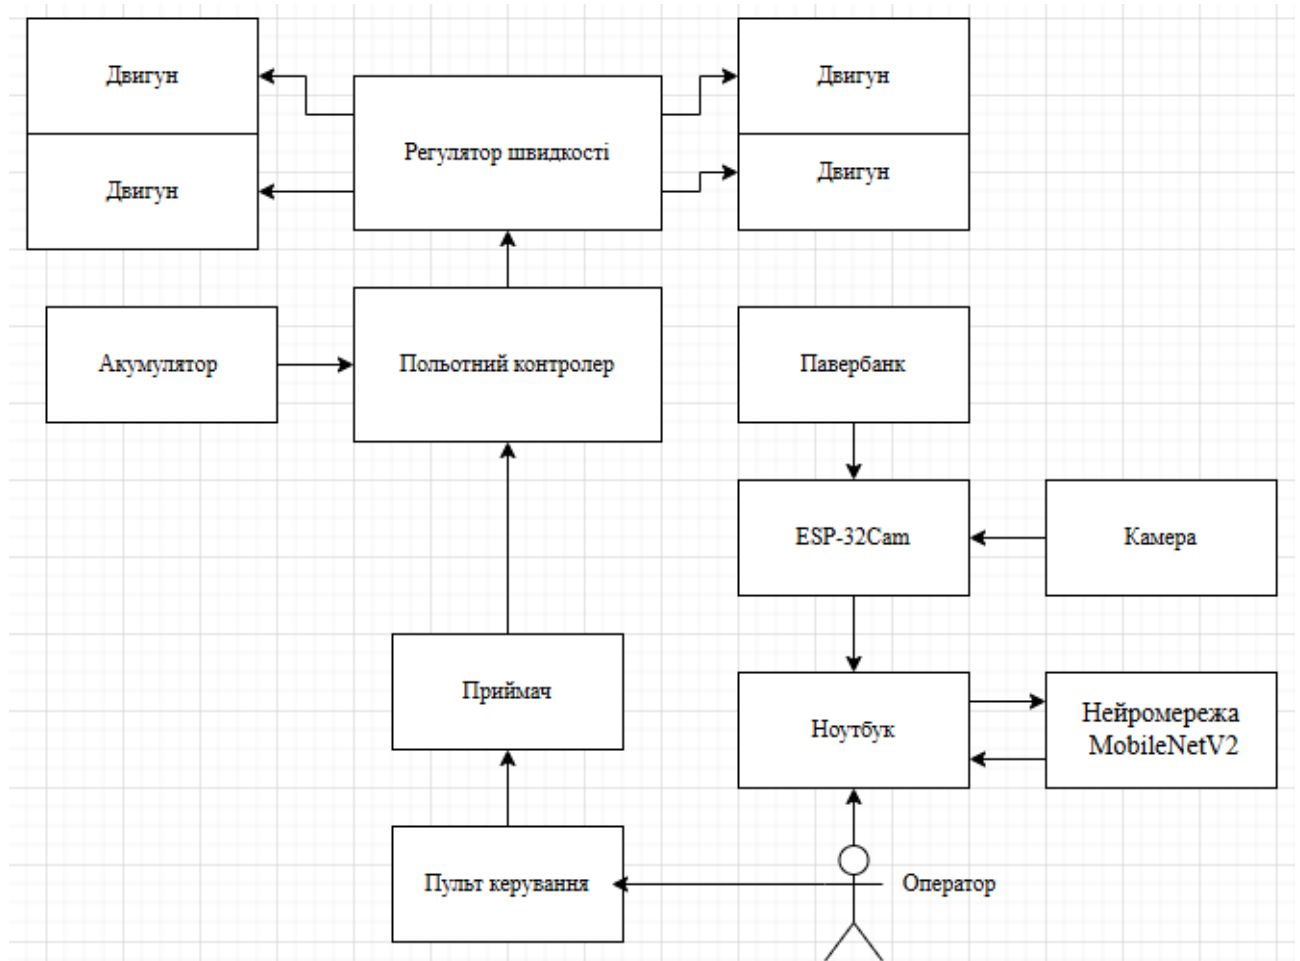 Двигун
Двигун
Регулятор швидкості
Двигун
Двигун
Акумулятор
Польотний контролер
Павербанк
ESP-32Cam
Камера
Приймач
Ноутбук
Нейромережа
MobileNetV2
Пульт керування
Оператор